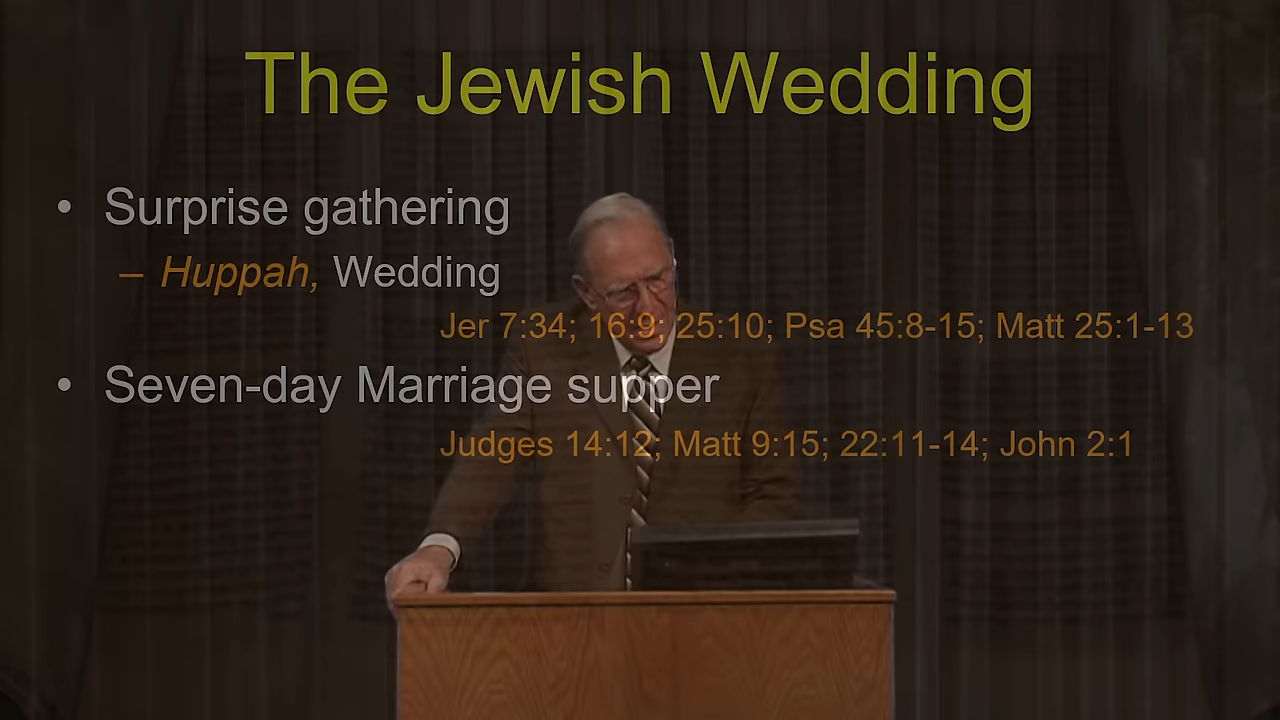 The Jewish Wedding
• Surprise gathering
– Huppah, Wedding
Jer 7:34; 16:9; 25:10; Psa 45:8-15; Matt 25:1-13
• Seven-day Marriage supper
Judges 14:12; Matt 9:15; 22:11-14; John 2:1